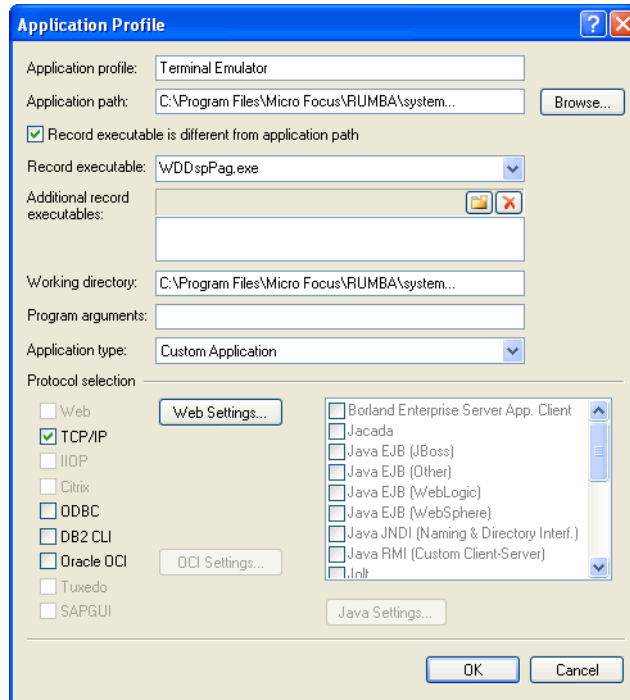 Application Profile
Application profile: Terminal Emulator
Application path: C:\Program Files\Micro Focus\RUMBA\system... Browse...
Record executable is different from application path
Record executable: WDDspPag.exe
Additional record
executables:
Working directory: C:\Program Files\Micro Focus\RUMBA\system...
Program arguments:
Application type: Custom Application
Protocol selection
Web Web Settings...
TCP/IP
IIOP
Citrix
ODBC
DB2 CLI
Oracle OCI OCI Settings...
Tuxedo
SAPGUI
Borland Enterprise Server App. Client
Jacada
Java EJB (JBoss)
Java EJB (Other)
Java EJB (WebLogic)
Java EJB (WebSphere)
Java JNDI (Naming & Directory Interf.)
Java RMI (Custom Client-Server)
Jolt
Java Settings...
OK Cancel